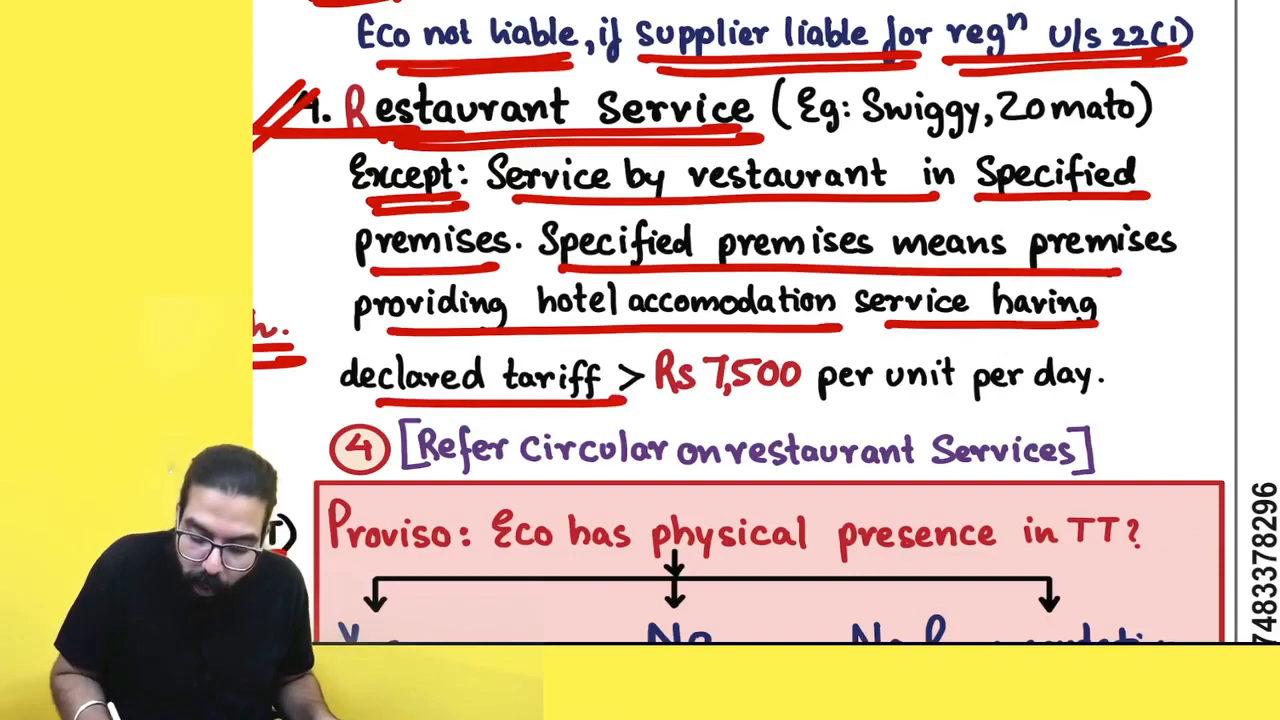 Eco not liable, if supplier liable for regⁿ u/s 22(1)
4. Restaurant Service (Eg: Swiggy, Zomato)
Except: Service by restaurant in Specified
premises. Specified premises means premises
providing hotel accomodation service having
h.
declared tariff > Rs 7,500 per unit per day.
④ [Refer Circular on restaurant Services]
T)
Proviso: Eco has physical presence in TT?
No
7483378296